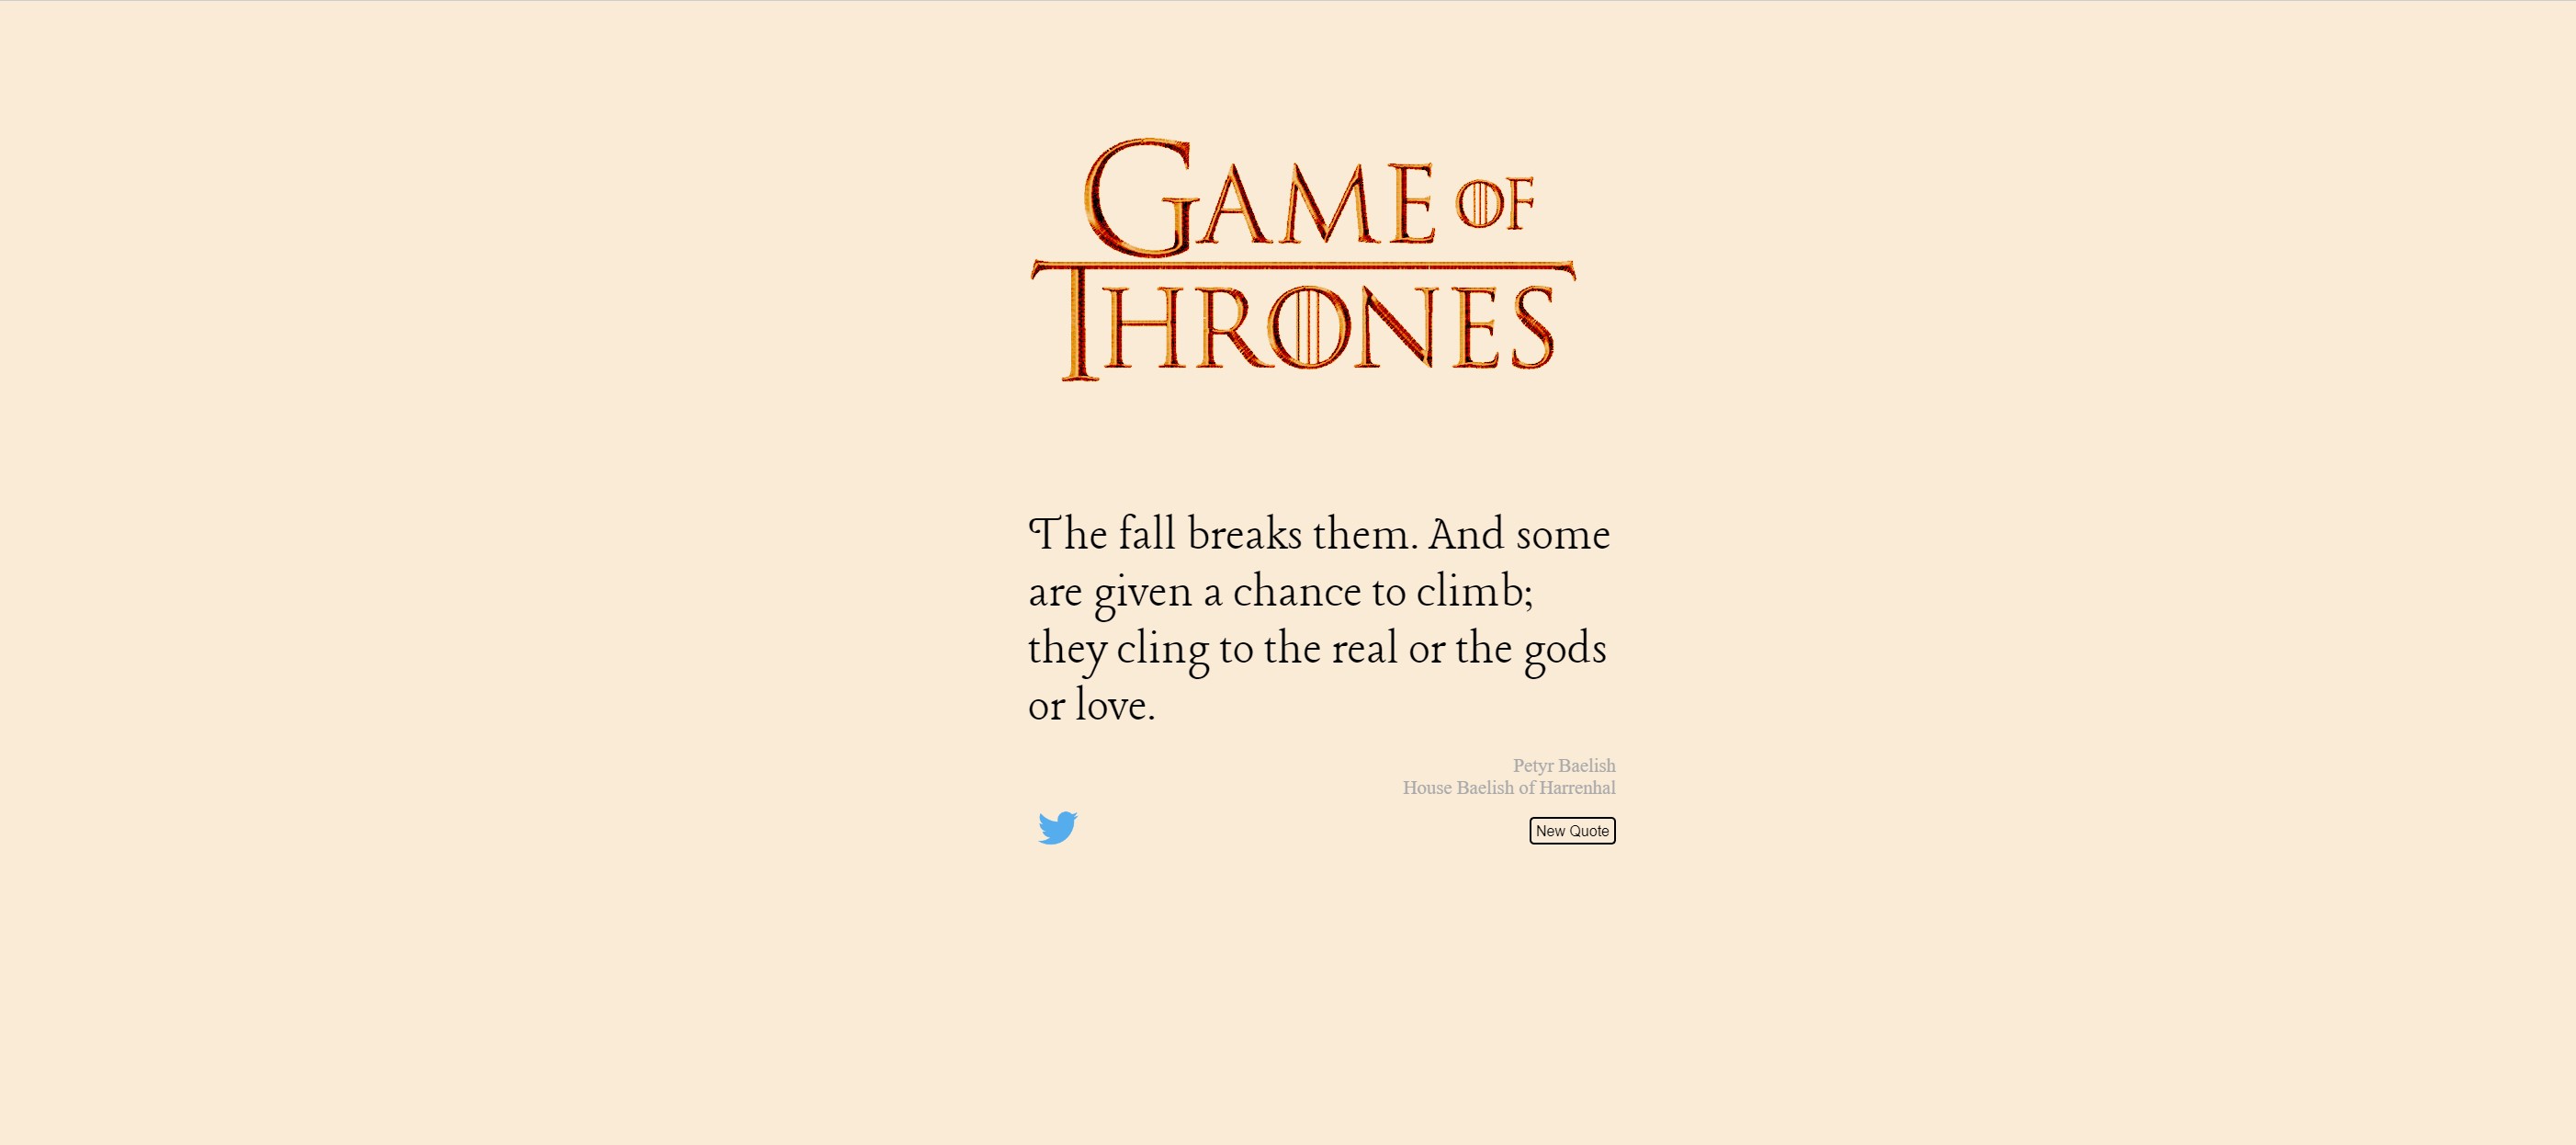 GAME OF
THRONES
The fall breaks them. And some
are given a chance to climb;
they cling to the real or the gods
or love.
Petyr Baelish
House Baelish of Harrenhal
New Quote